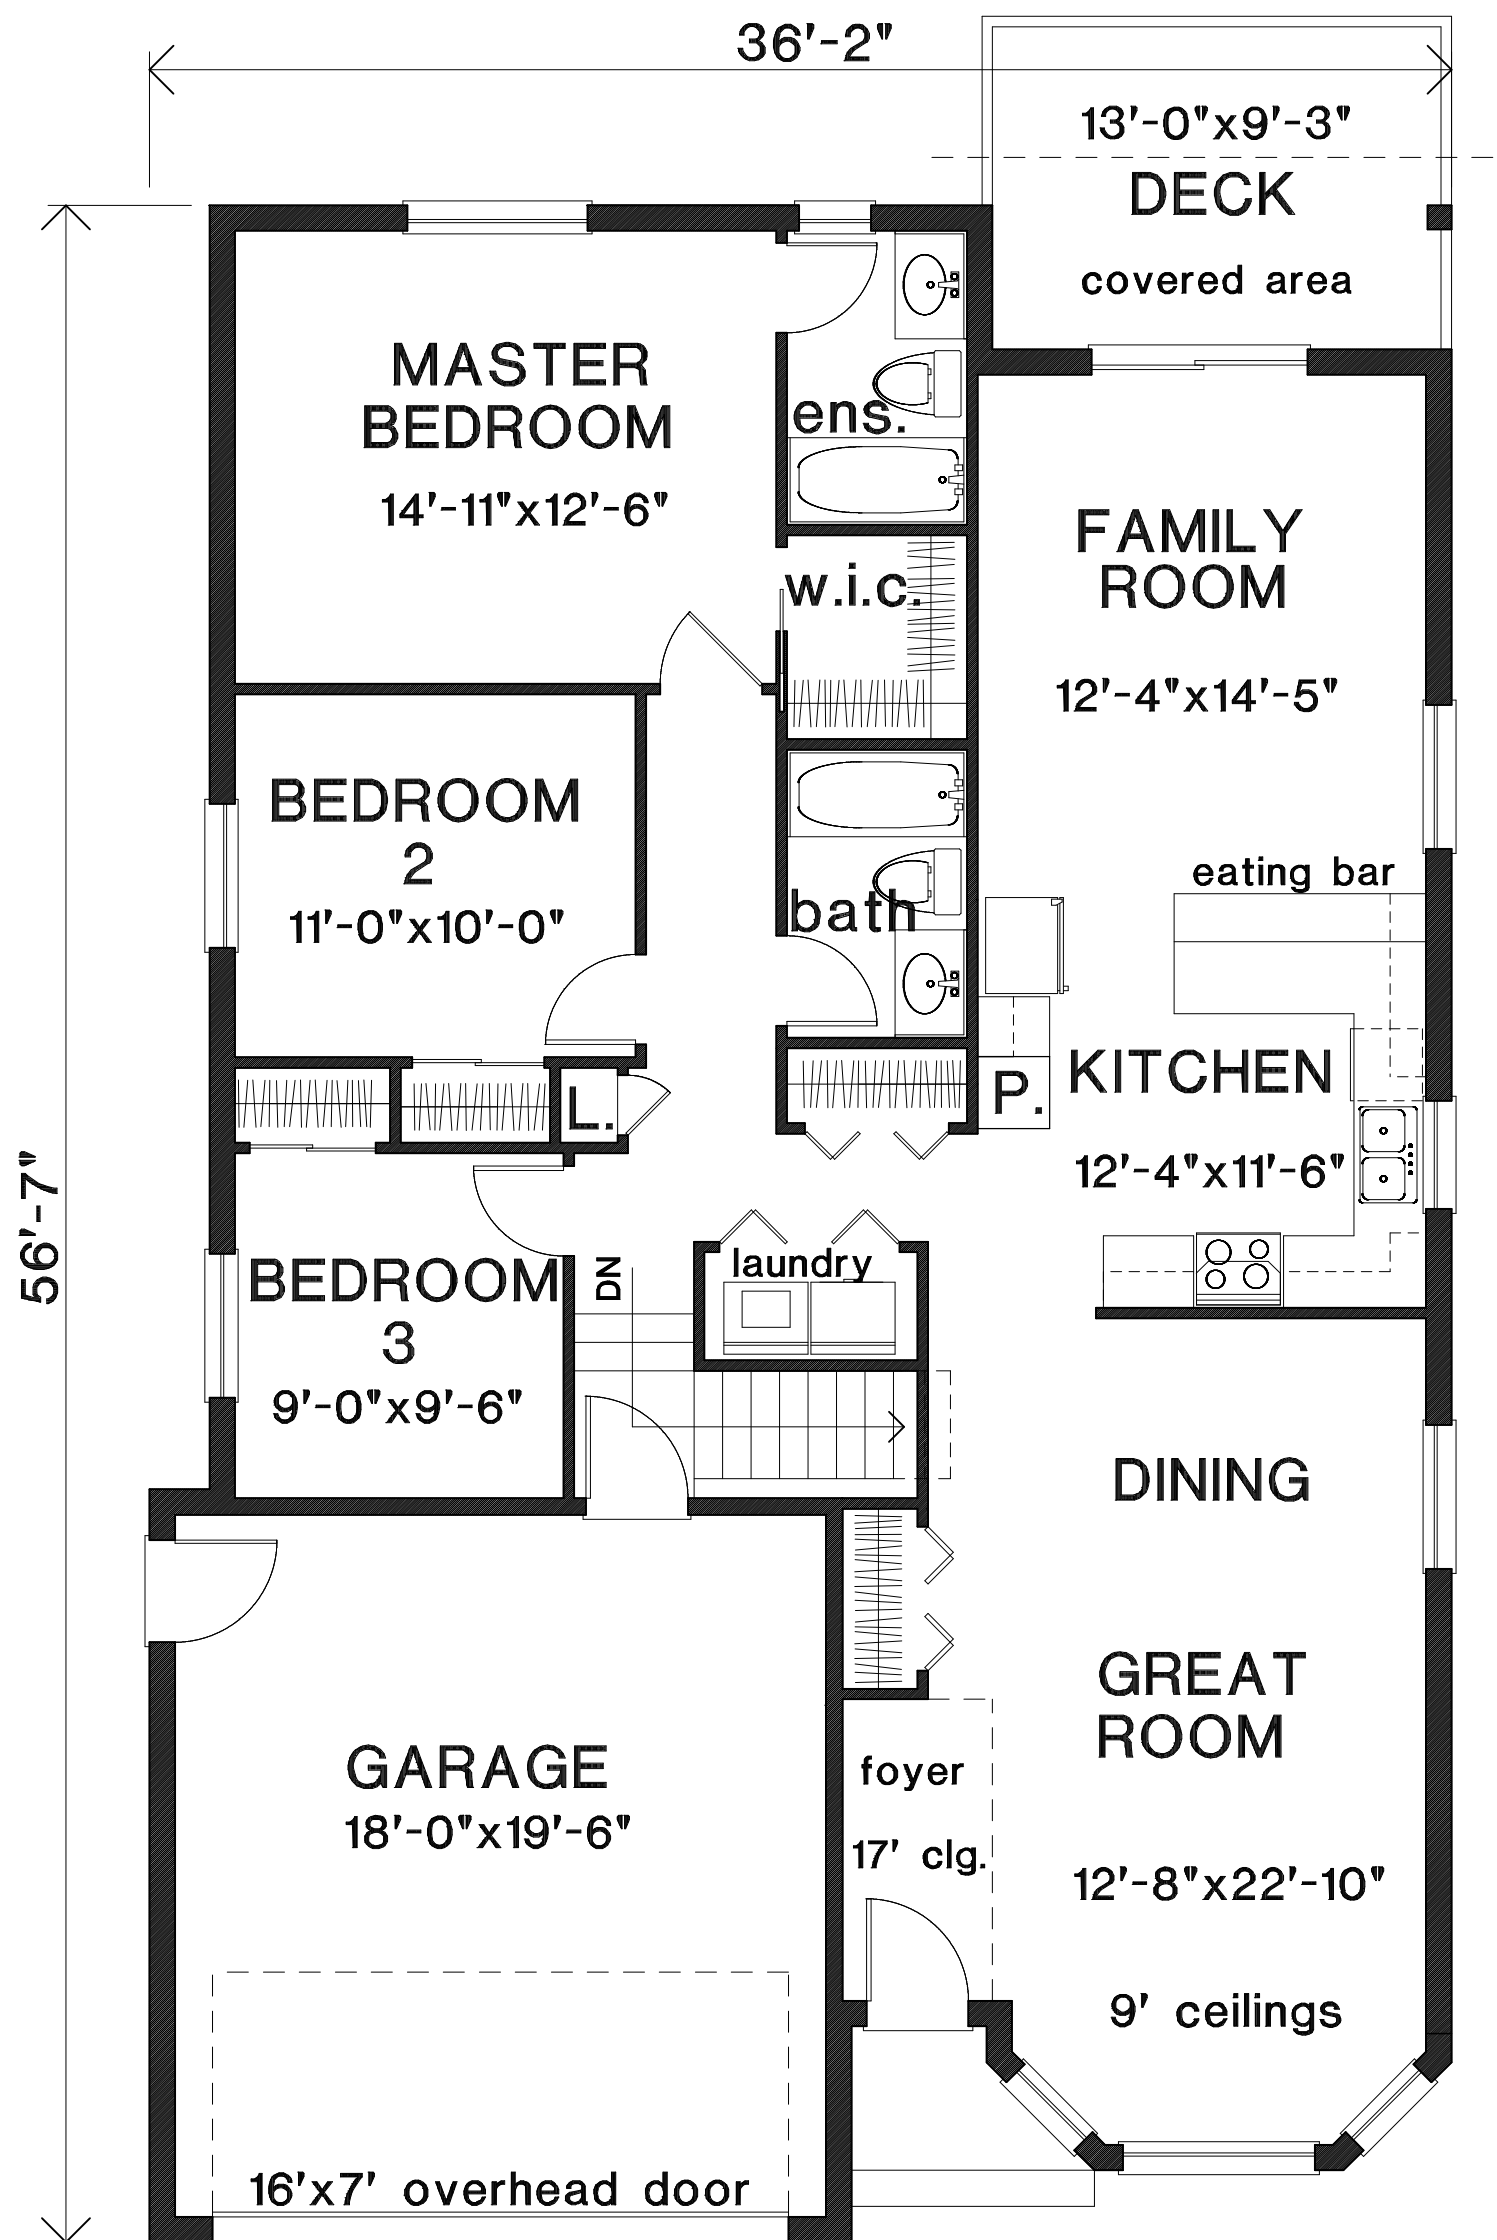 36'-2"
13'-0"x9'-3"
DECK
covered area
MASTER
BEDROOM
14'-11"x12'-6"
ens.
w.i.c.
FAMILY
ROOM
12'-4"x14'-5"
BEDROOM
2
11'-0"x10'-0"
bath
eating bar
L.
P.
KITCHEN
12'-4"x11'-6"
56'-7"
BEDROOM
3
9'-0"x9'-6"
DN
laundry
DINING
GREAT
ROOM
12'-8"x22'-10"
9' ceilings
foyer
17' clg.
GARAGE
18'-0"x19'-6"
16'x7' overhead door